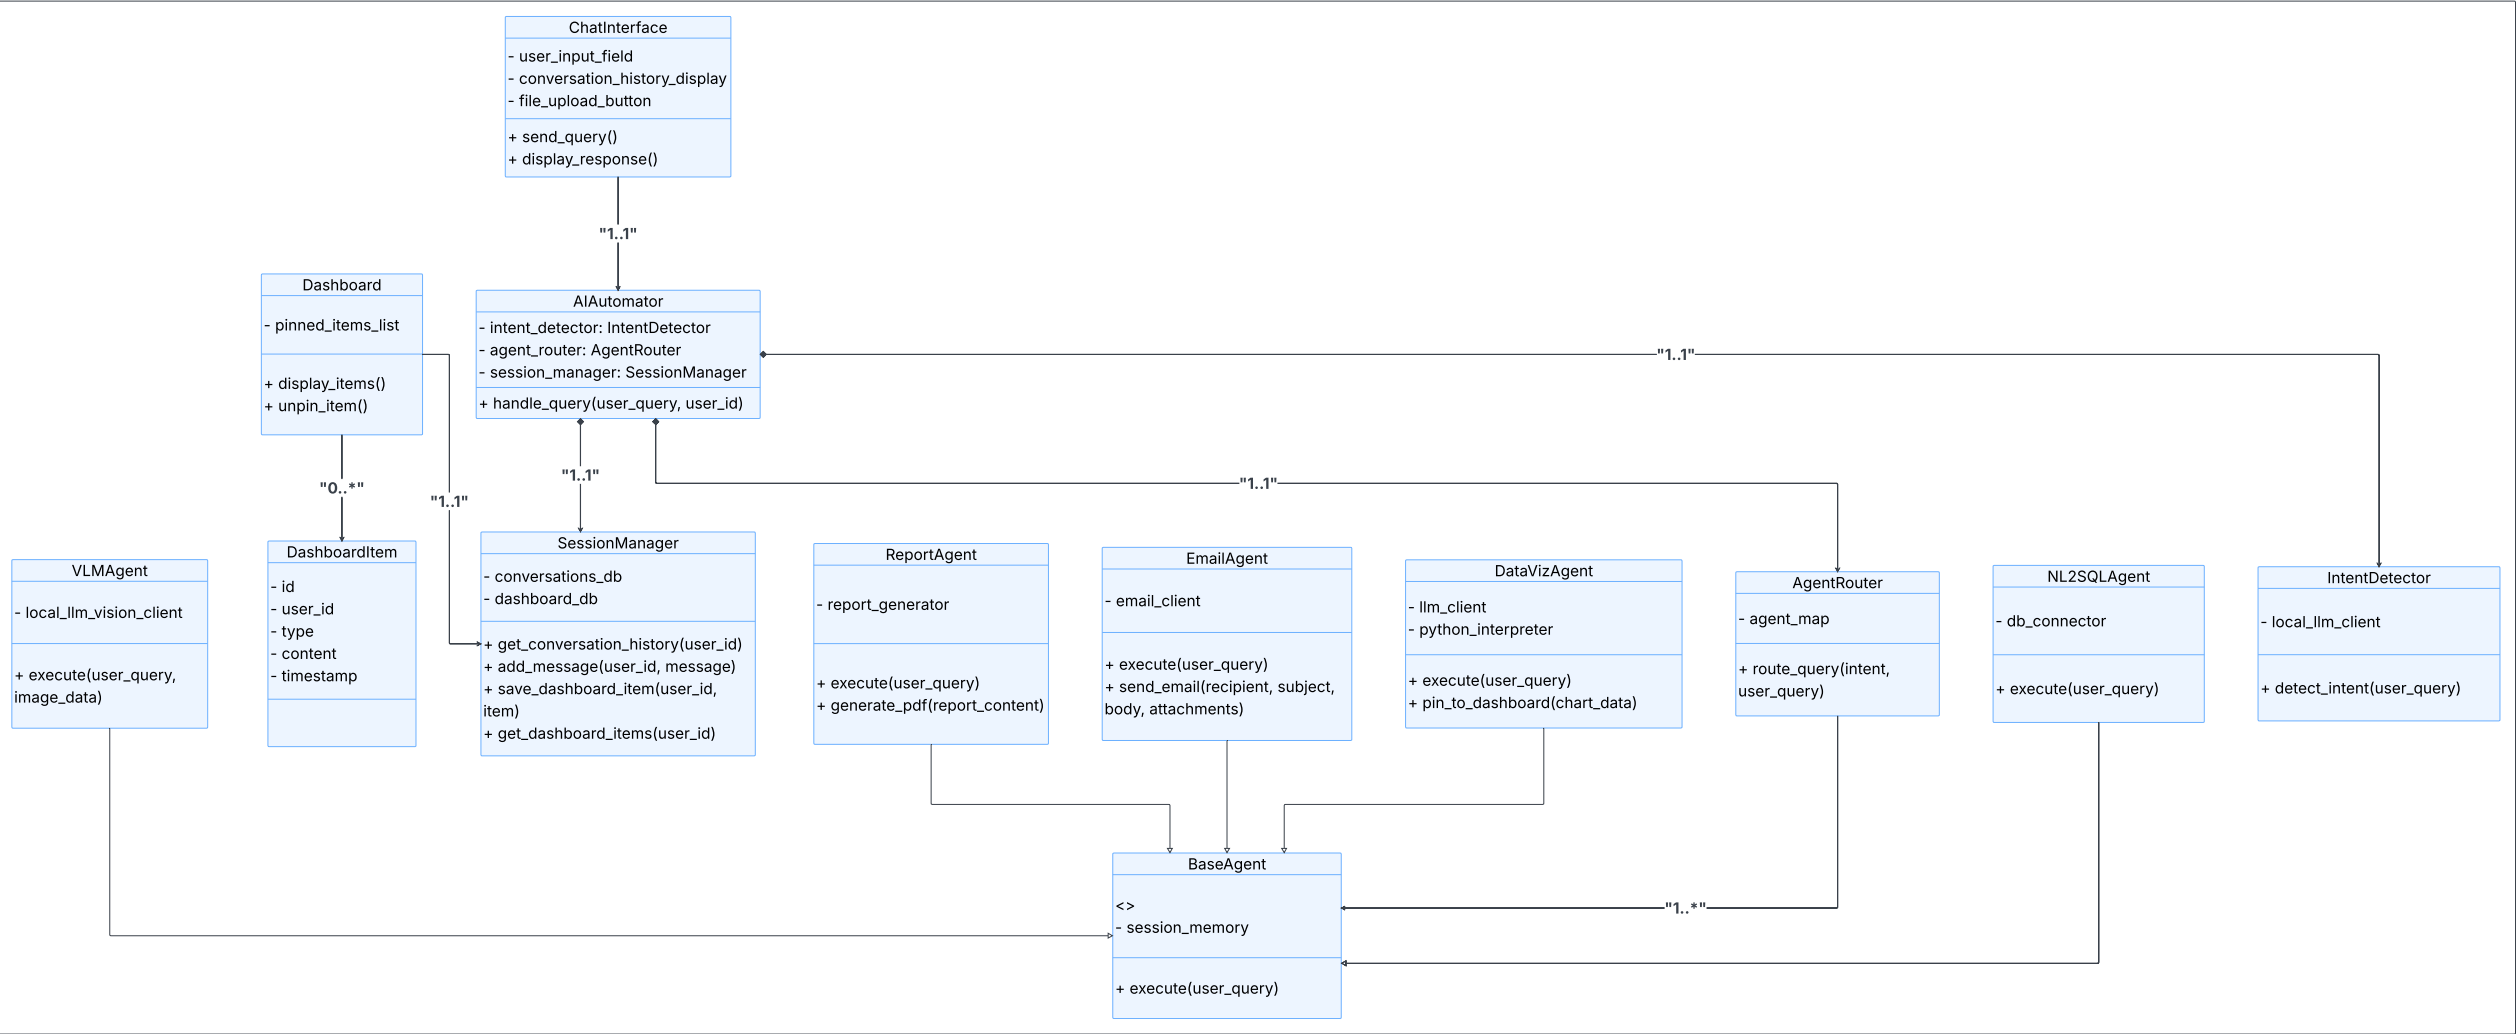 ChatInterface
- user_input_field
- conversation_history_display
- file_upload_button
+ send_query()
+ display_response()
"1..1"
Dashboard
- pinned_items_list
+ display_items()
+ unpin_item()
AIAutomator
- intent_detector: IntentDetector
- agent_router: AgentRouter
- session_manager: SessionManager
+ handle_query(user_query, user_id)
"1..1"
"0..*"
"1..1"
"1..1"
"1..1"
VLMAgent
- local_llm_vision_client
+ execute(user_query,
image_data)
DashboardItem
- id
- user_id
- type
- content
- timestamp
SessionManager
- conversations_db
- dashboard_db
+ get_conversation_history(user_id)
+ add_message(user_id, message)
+ save_dashboard_item(user_id,
item)
+ get_dashboard_items(user_id)
ReportAgent
- report_generator
+ execute(user_query)
+ generate_pdf(report_content)
EmailAgent
- email_client
+ execute(user_query)
+ send_email(recipient, subject,
body, attachments)
DataVizAgent
- llm_client
- python_interpreter
+ execute(user_query)
+ pin_to_dashboard(chart_data)
AgentRouter
- agent_map
+ route_query(intent,
user_query)
NL2SQLAgent
- db_connector
+ execute(user_query)
IntentDetector
- local_llm_client
+ detect_intent(user_query)
BaseAgent
<>
- session_memory
+ execute(user_query)
"1..*"